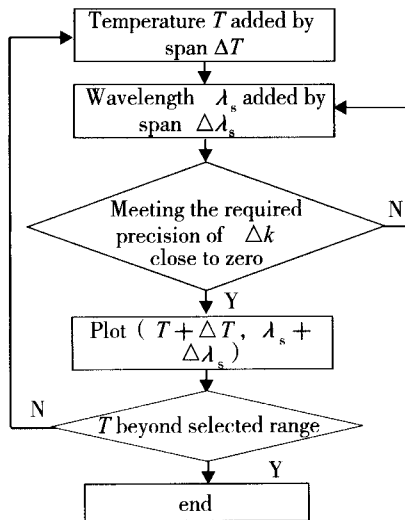 Temperature T added by
span ΔT
Wavelength λs added by
span Δλs
Meeting the required
precision of Δk
close to zero
N
Y
Plot ( T + ΔT, λs +
Δλs )
N
T beyond selected range
Y
end